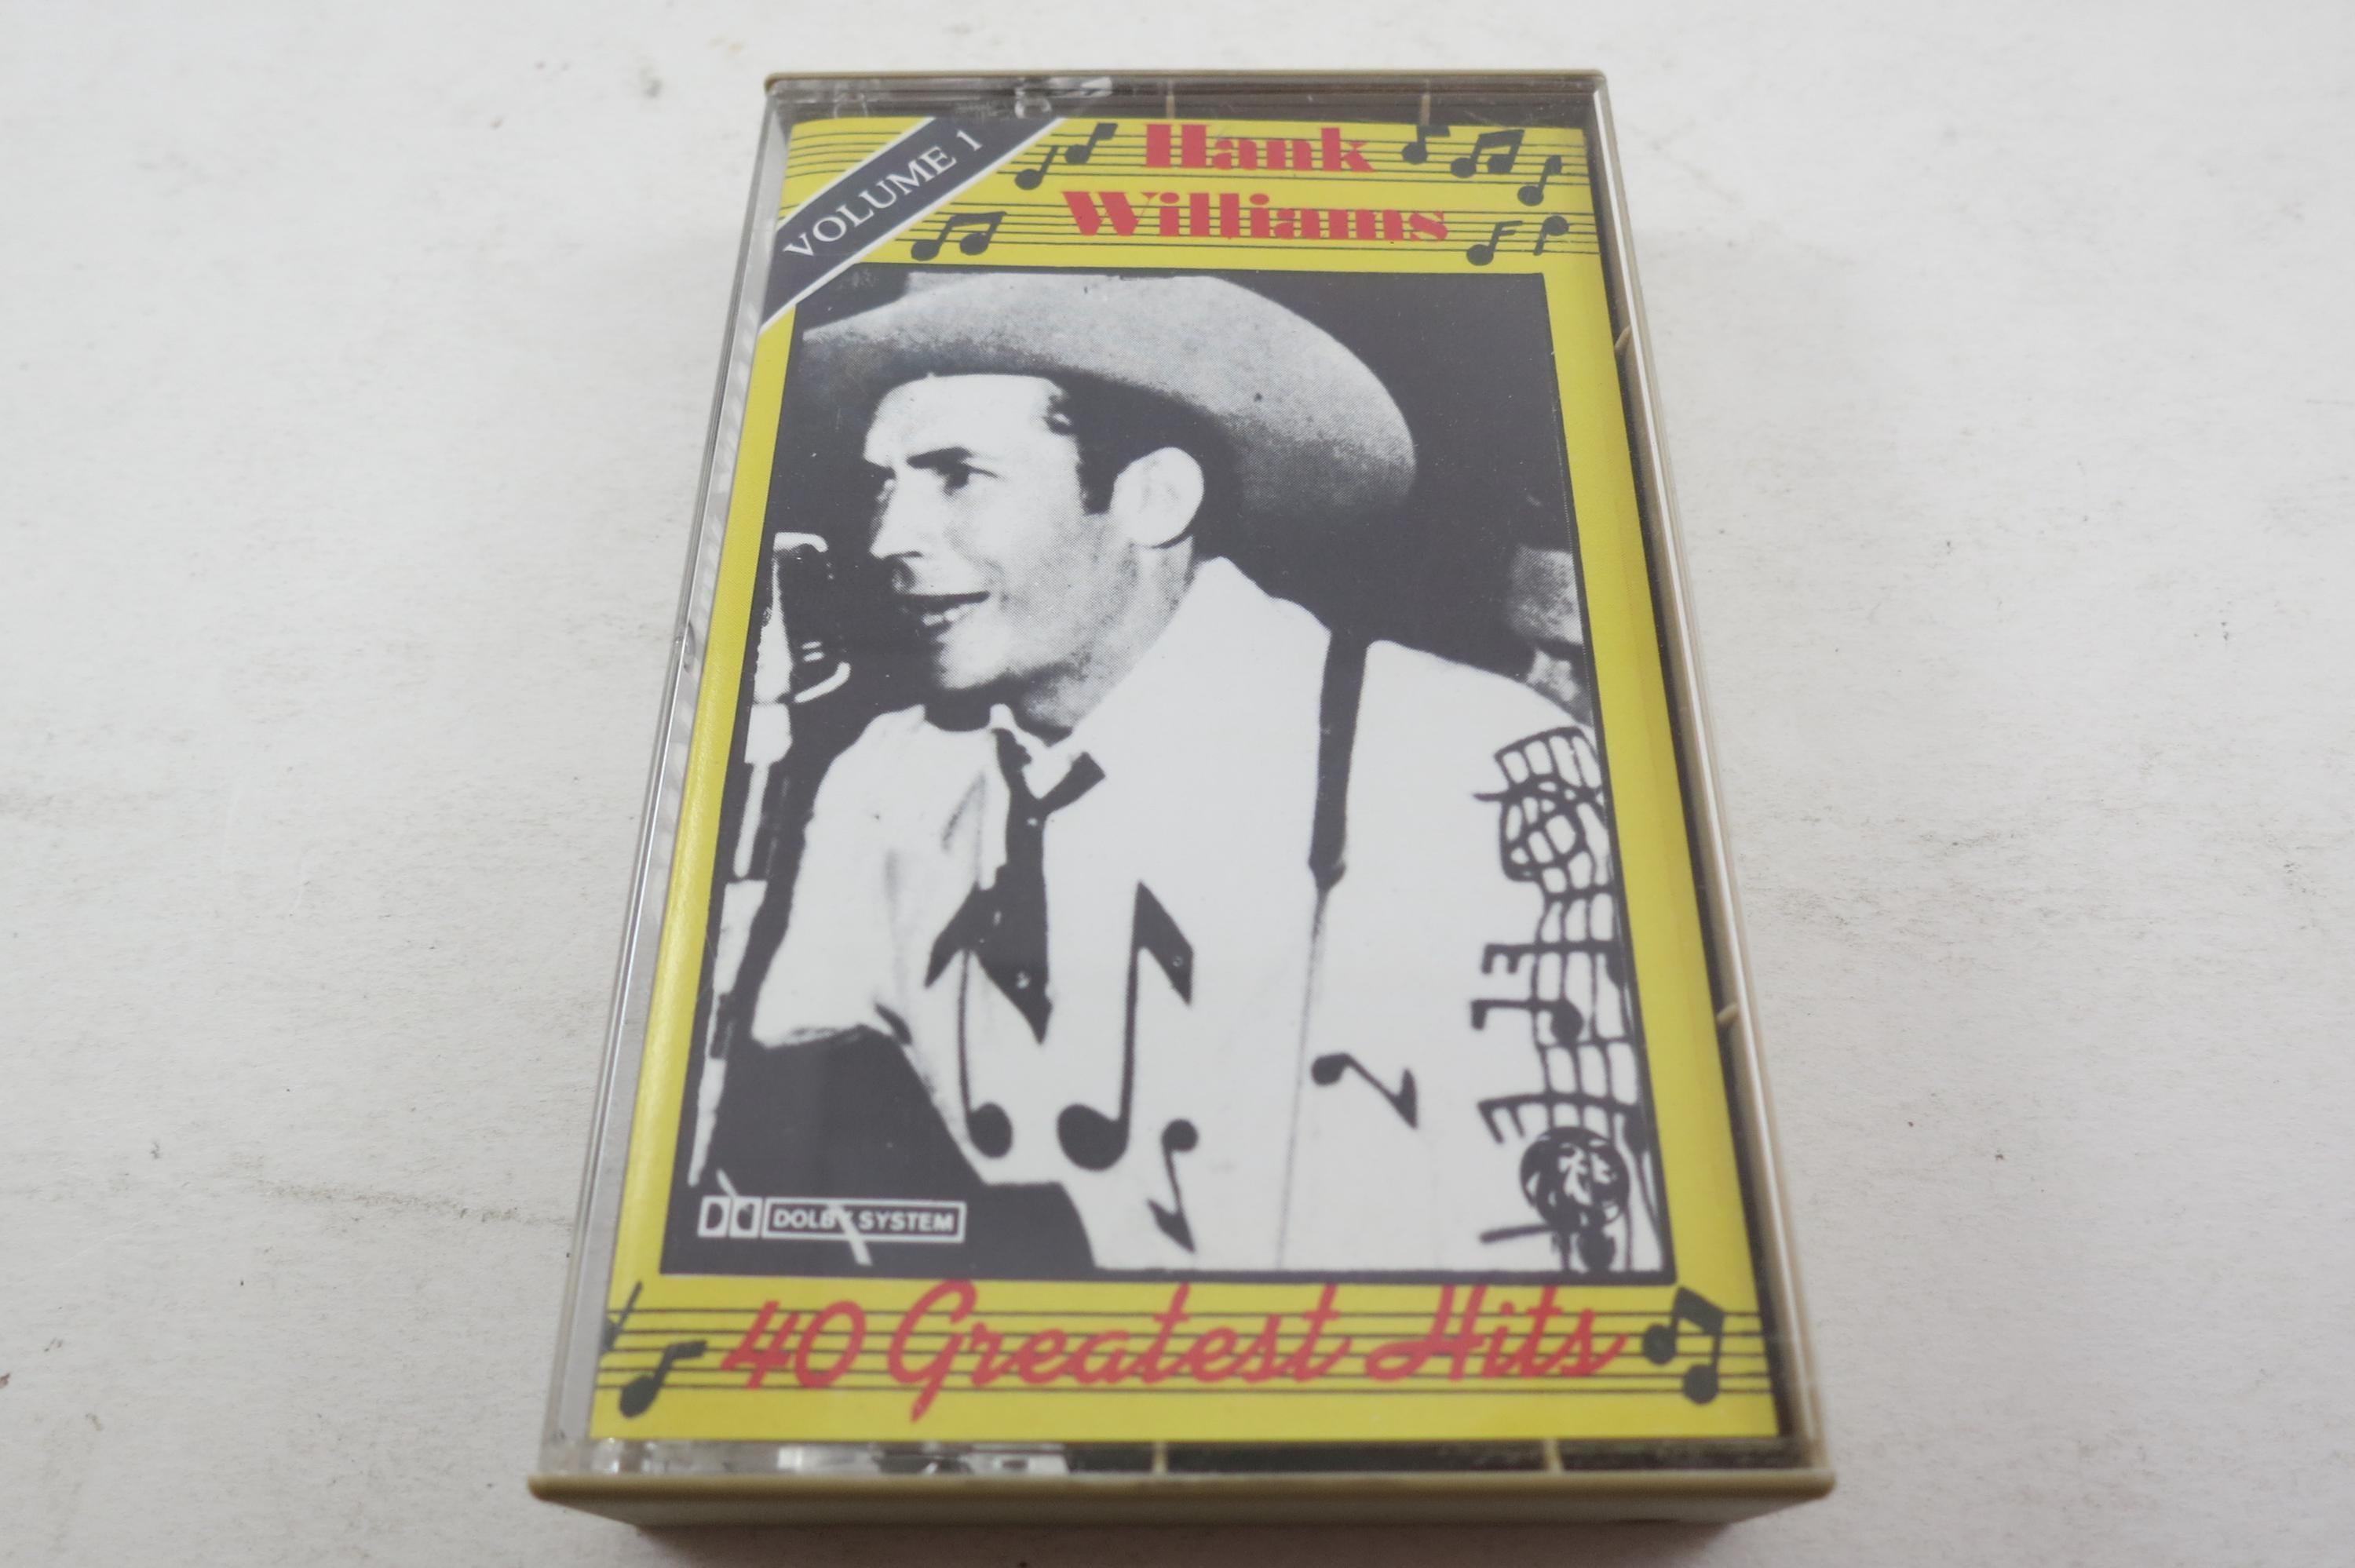 VOLUME 1
Hank
Williams
DOLBY SYSTEM
40 Greatest Hits